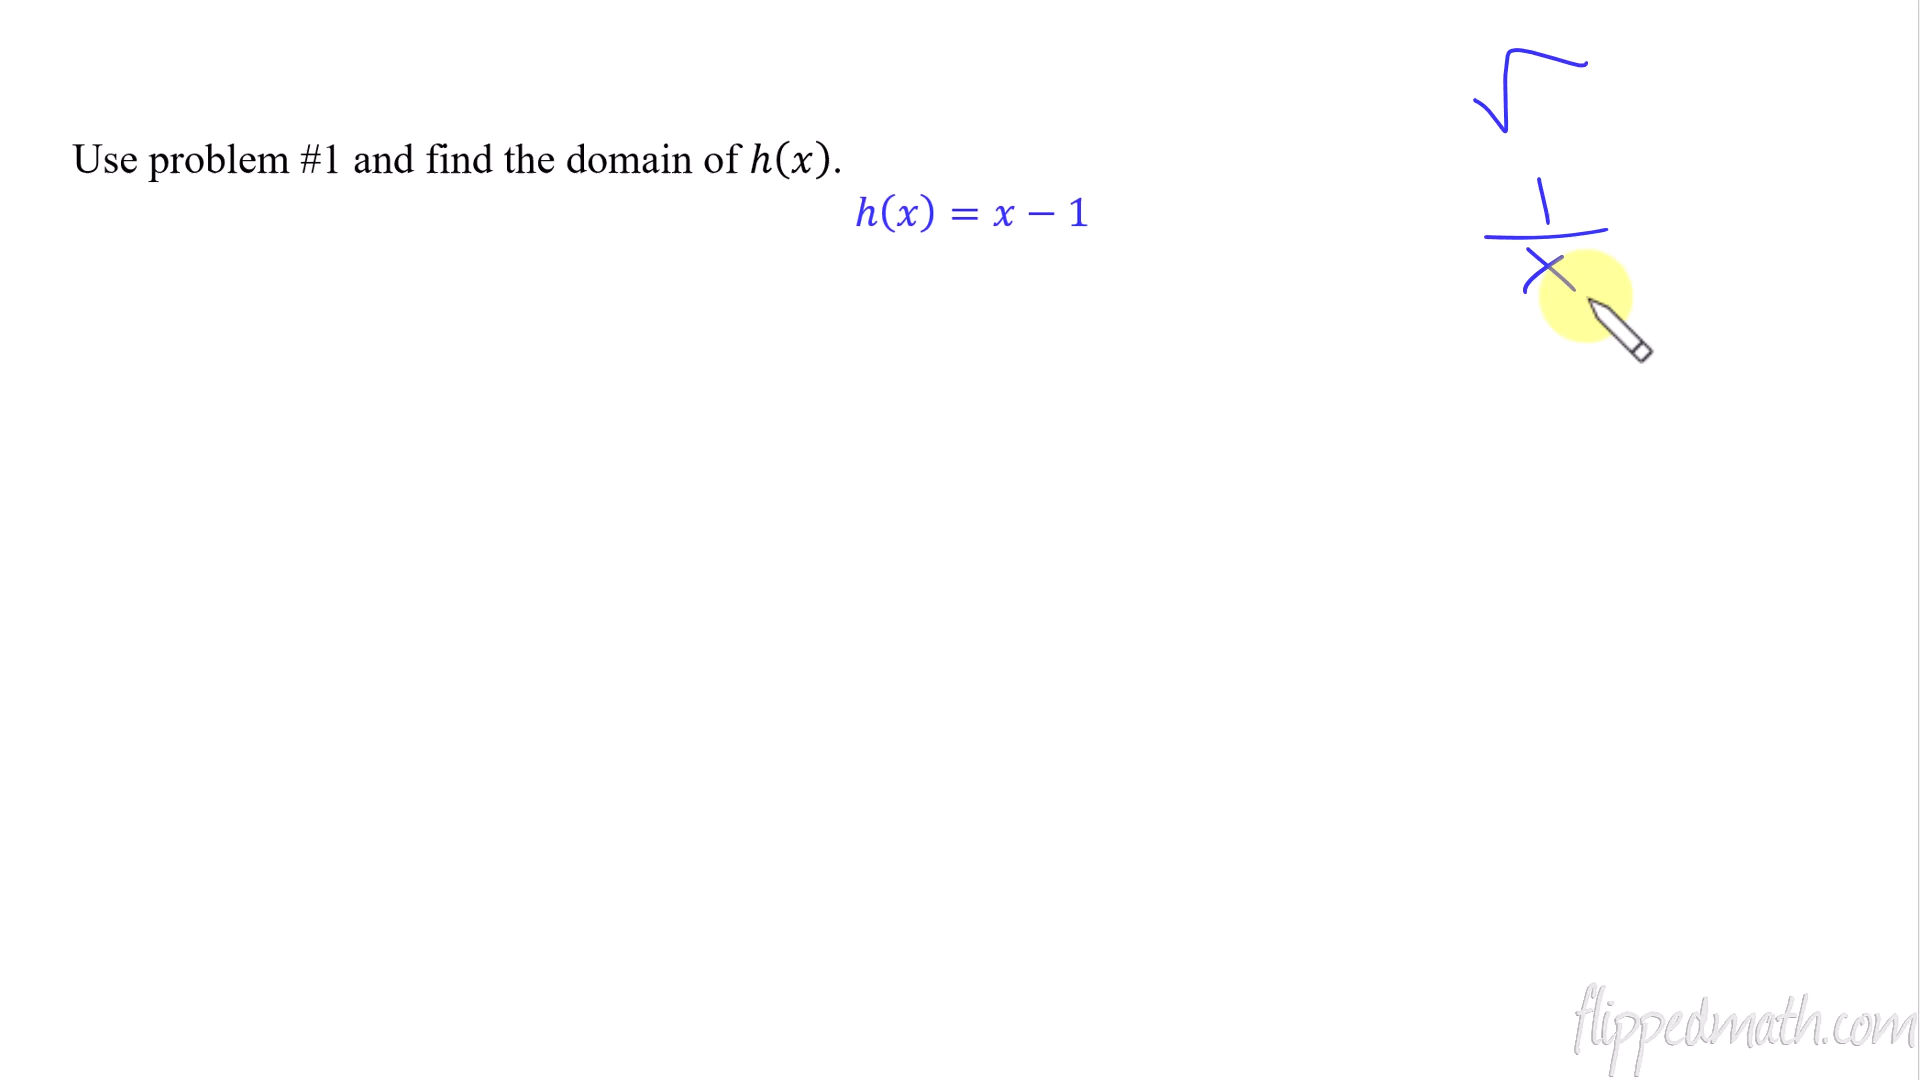 √
Use problem #1 and find the domain of h(x).
h(x) = x − 1
1
x
flippedmath.com